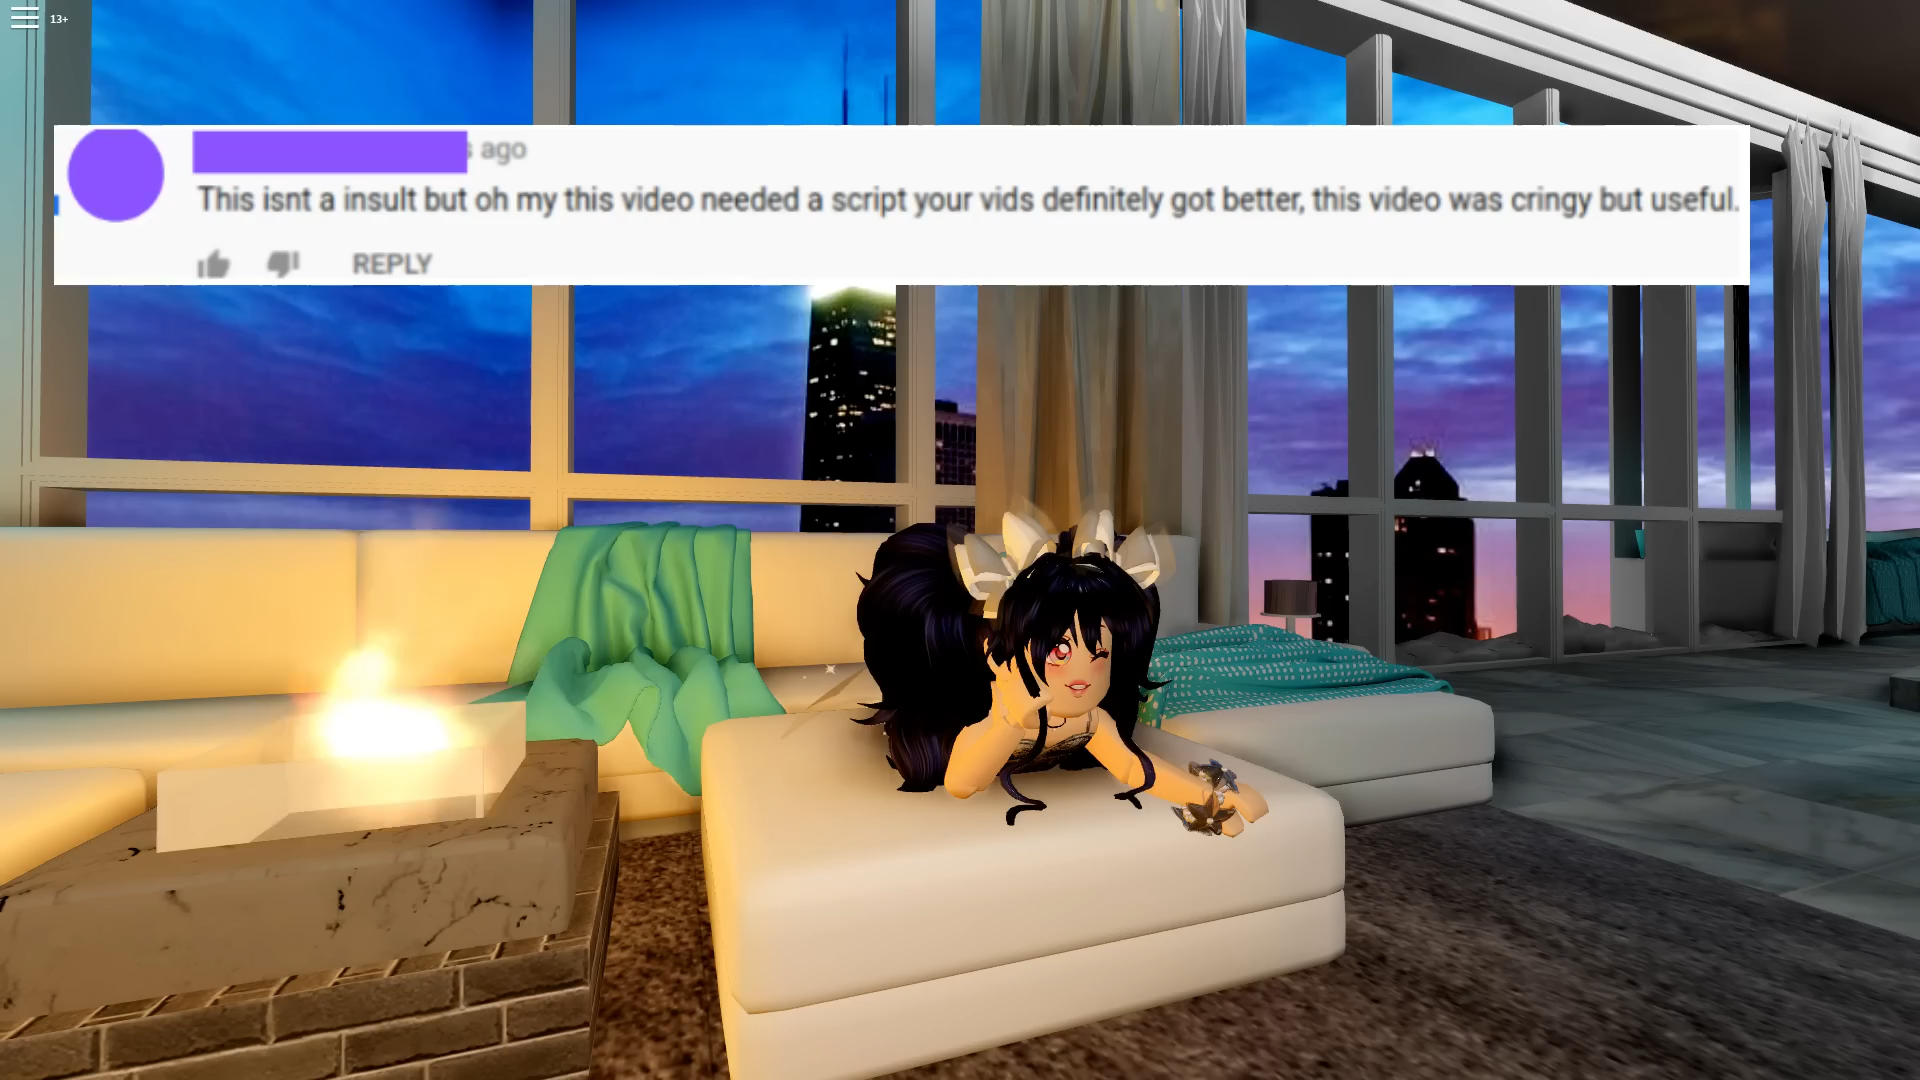 13+
s ago
This isnt a insult but oh my this video needed a script your vids definitely got better, this video was cringy but useful.
REPLY